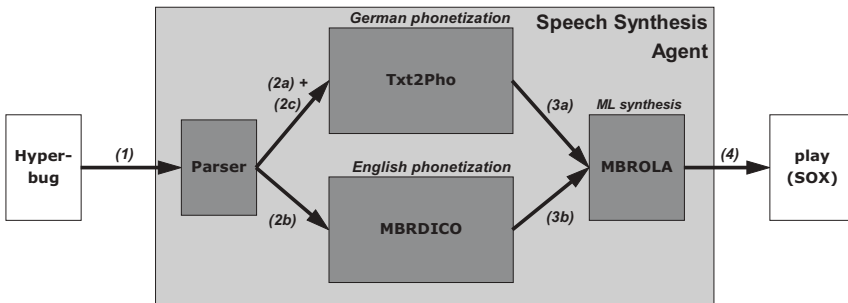 German phonetization
Speech Synthesis
Agent
(2a) +
(2c)
Txt2Pho
(3a)
ML synthesis
Hyper-
bug
(1)
Parser
English phonetization
MBROLA
(4)
play
(SOX)
(2b)
MBRDICO
(3b)